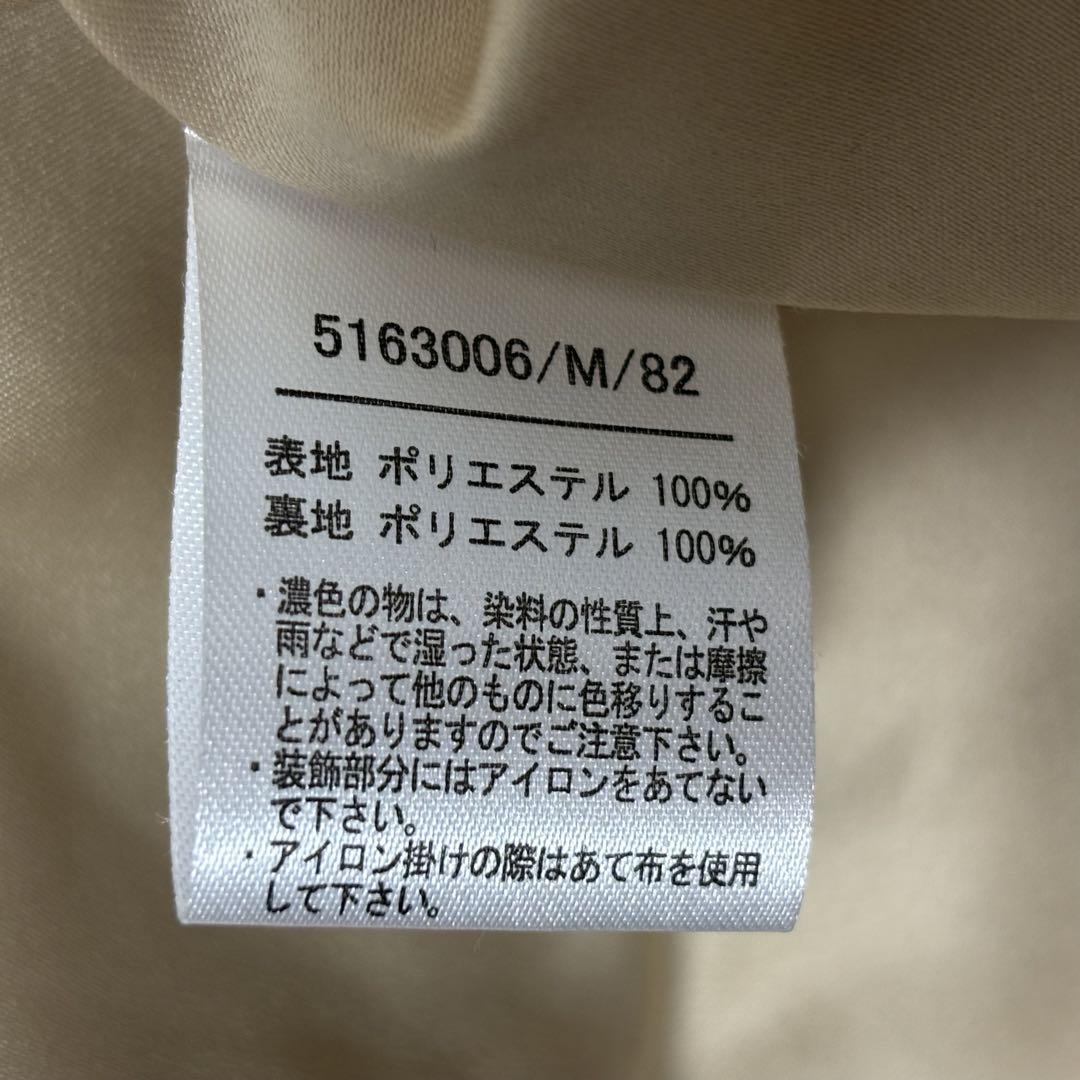 5163006/M/82
表地 ポリエステル 100%
裏地 ポリエステル 100%
・濃色の物は、染料の性質上、汗や
雨などで湿った状態、または摩擦
によって他のものに色移りするこ
とがありますのでご注意下さい。
・装飾部分にはアイロンをあてない
で下さい。
・アイロン掛けの際はあて布を使用
して下さい。